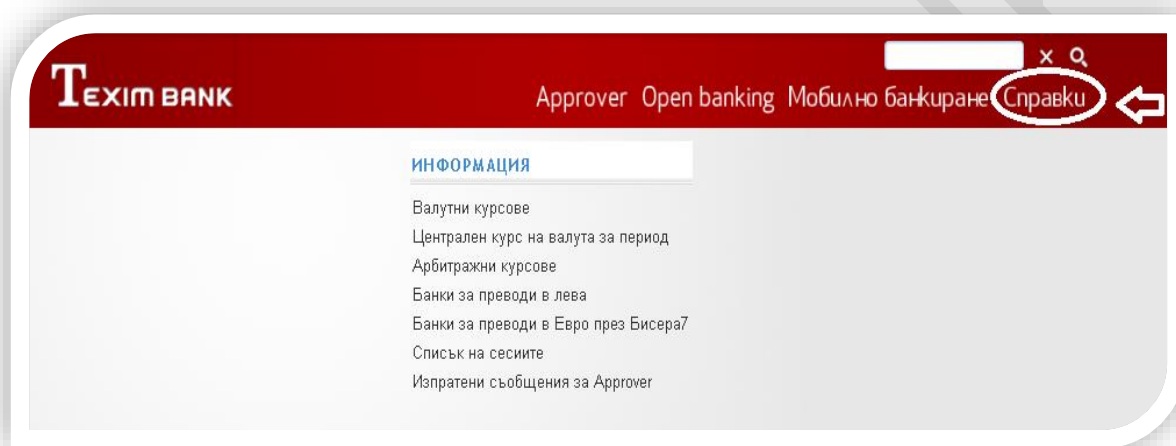 TEXIM BANK
Approver Open banking Мобилно банкиране Справки
ИНФОРМАЦИЯ
Валутни курсове
Централен курс на валута за период
Арбитражни курсове
Банки за преводи в лева
Банки за преводи в Евро през Бисера7
Списък на сесиите
Изпратени съобщения за Approver